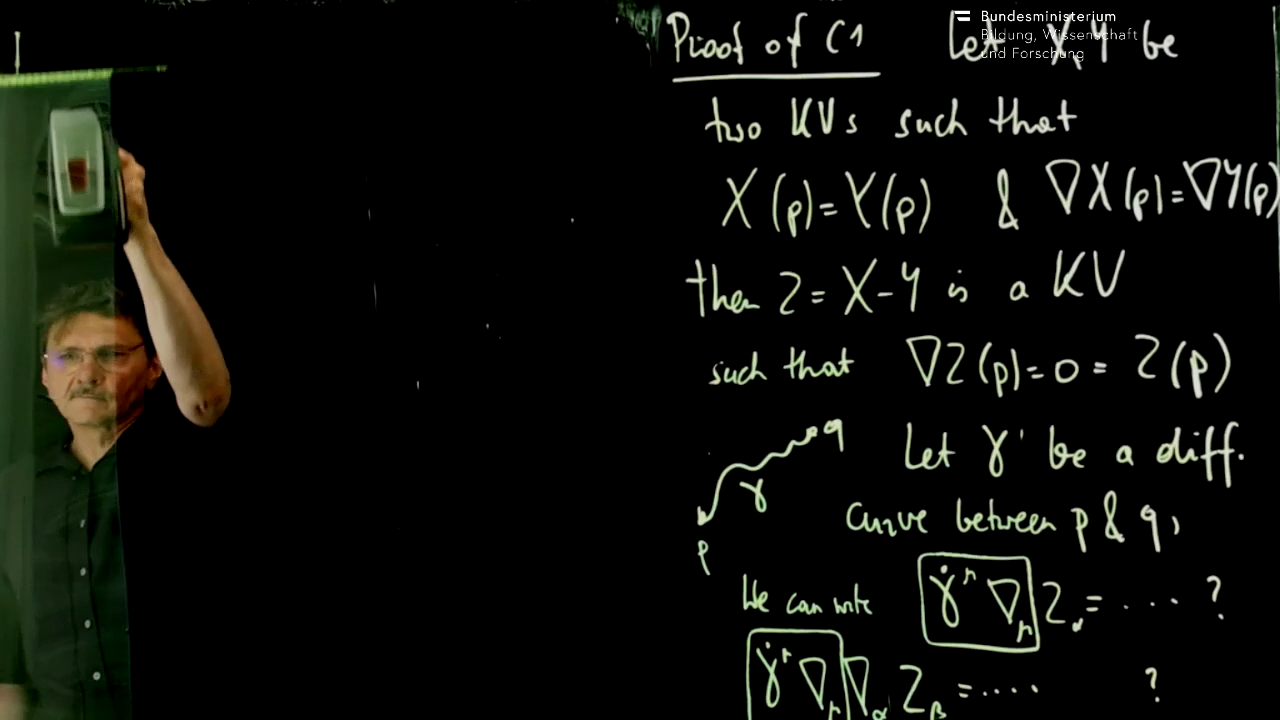 Bundesministerium
Bildung, Wissenschaft
und Forschung
Proof of C1 Let X, Y be
two KVs such that
X(p) = Y(p) & ∇X(p) = ∇Y(p)
then Z = X - Y is a KV
such that ∇Z(p) = 0 = Z(p)
p γ q Let γ be a diff.
curve between p & q,
We can write γ̇^μ ∇_μ Z_α = .... ?
γ̇^μ ∇_μ ∇_α Z_β = .... ?